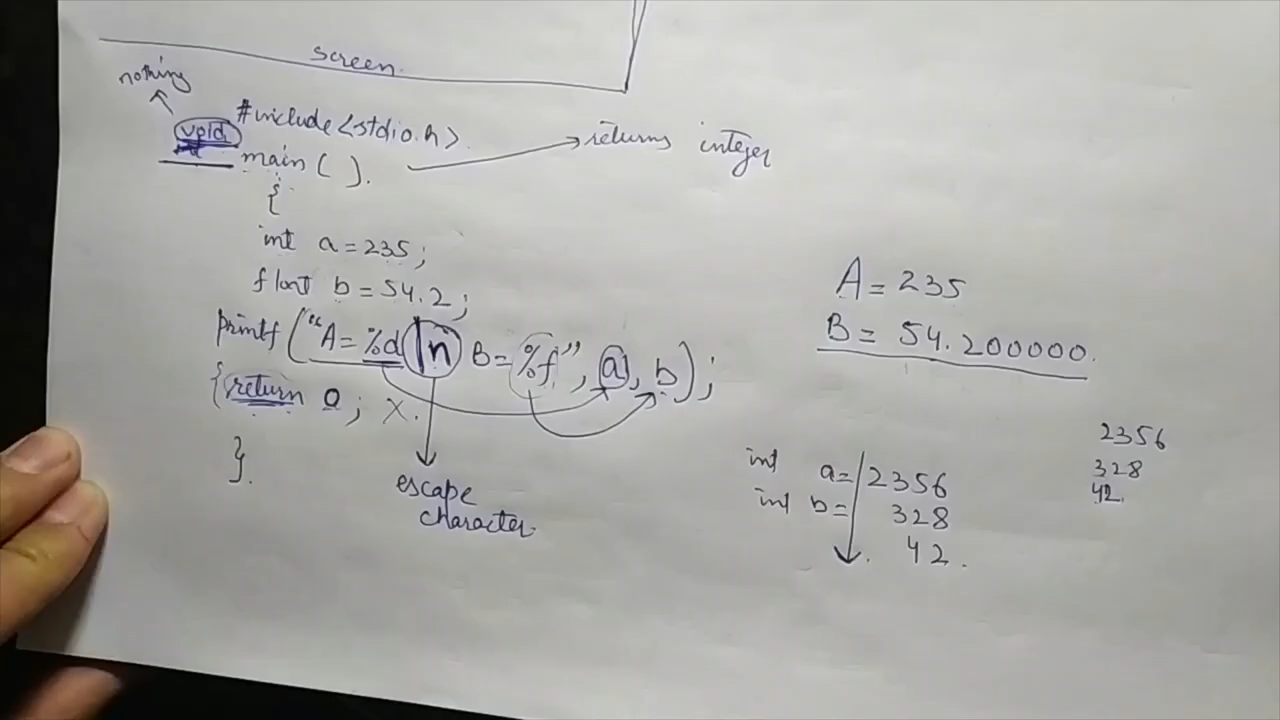 screen.
nothing
#include <stdio.h>
void main ( ).
returns integer
{
int a = 235;
float b = 54.2;
printf ("A= %d \n B= %f", a, b);
{return 0; X.
}.
escape
character.
A = 235
B = 54.200000.
int a= 2356
int b= 328
42.
2356
328
42.